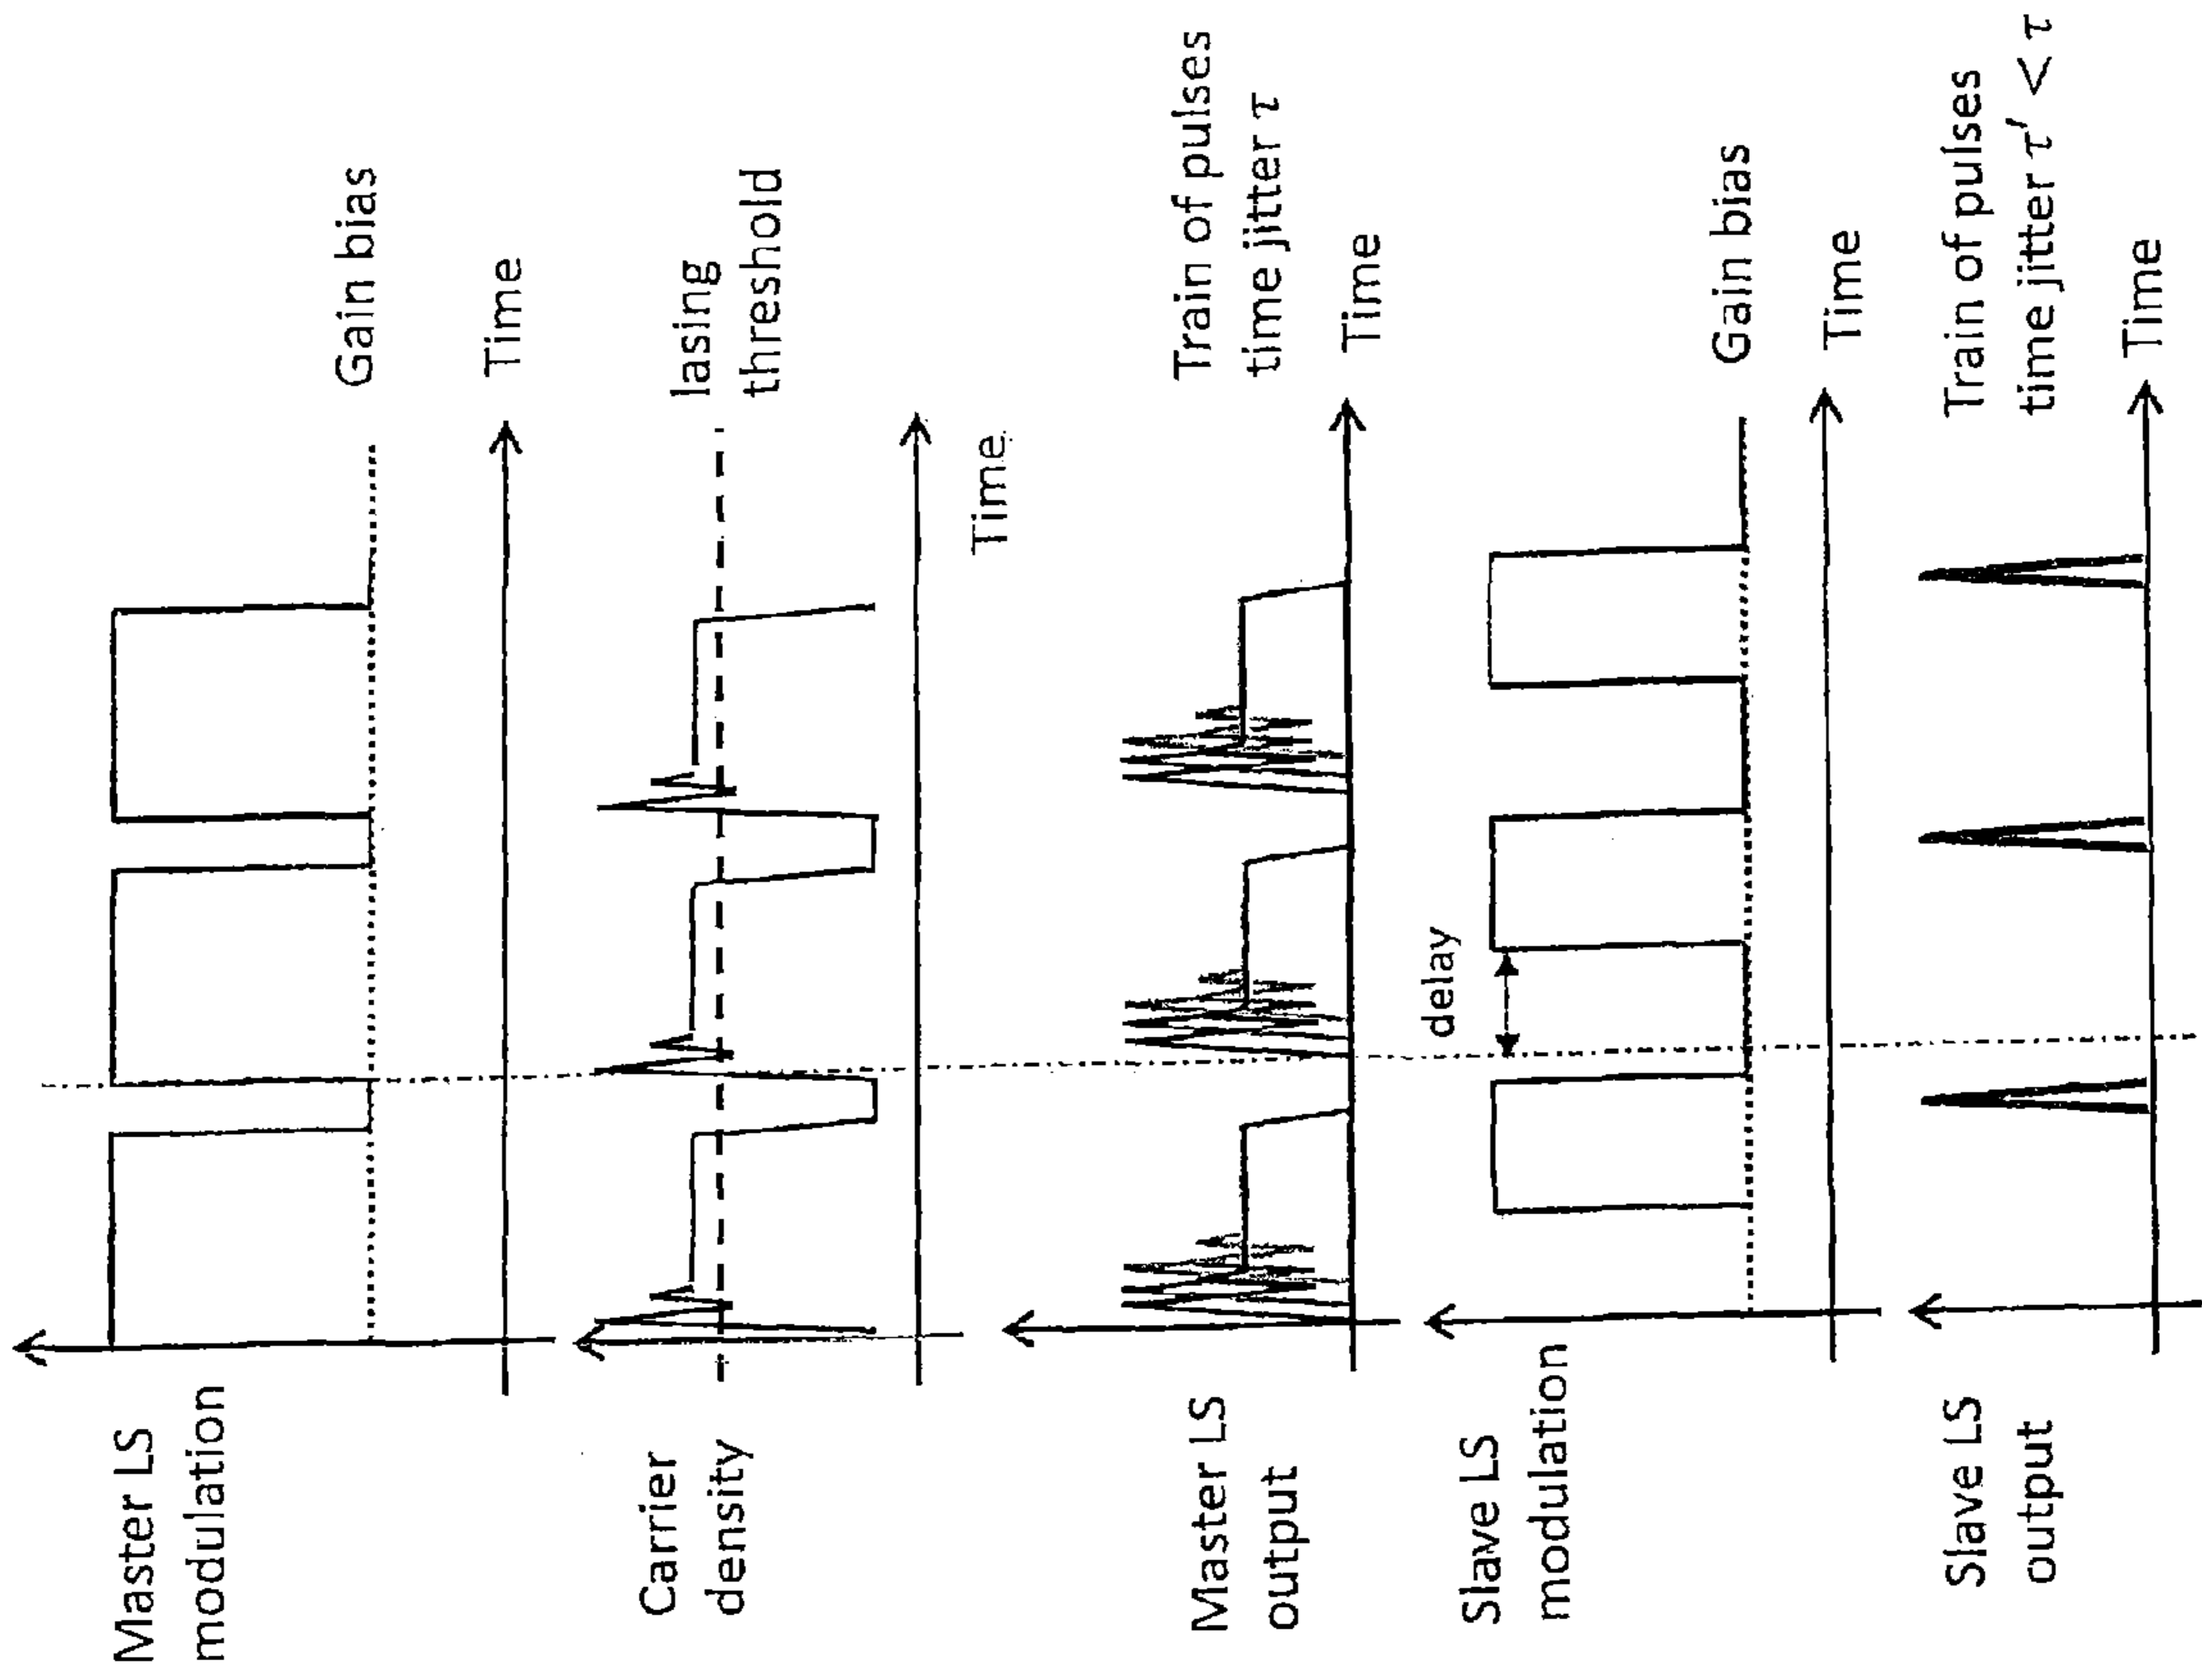 Master LS
modulation
Gain bias
Time
Carrier
density
lasing
threshold
Time
Master LS
output
Train of pulses
time jitter τ
Time
delay
Slave LS
modulation
Gain bias
Time
Slave LS
output
Train of pulses
time jitter τ′ < τ
Time